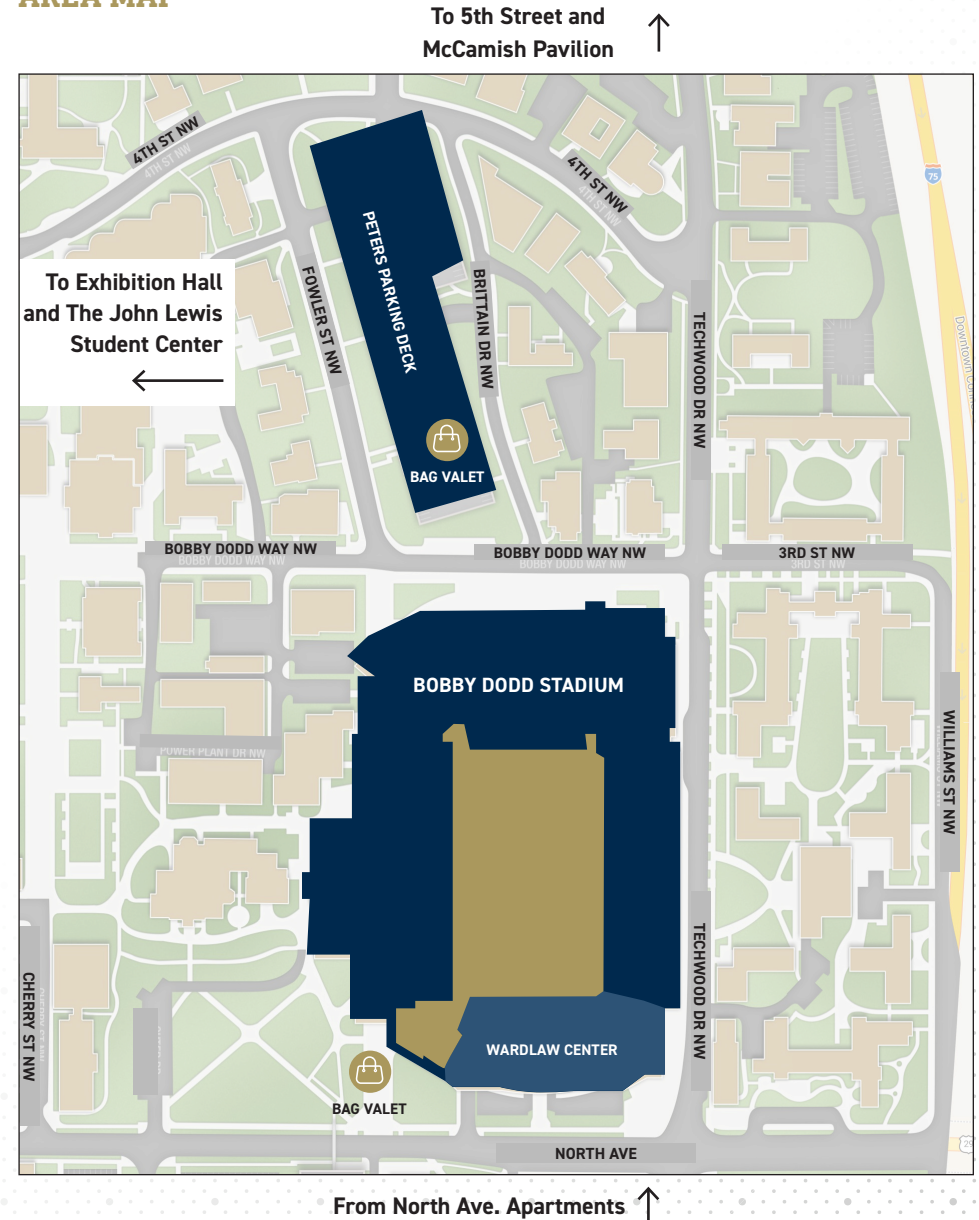 AREA MAP
To 5th Street and
McCamish Pavilion
4TH ST NW
4TH ST NW
4TH ST NW
4TH ST NW
75
PETERS PARKING DECK
FOWLER ST NW
BRITTAIN DR NW
TECHWOOD DR NW
Downtown
To Exhibition Hall
and The John Lewis
Student Center
BAG VALET
BOBBY DODD WAY NW
BOBBY DODD WAY NW
BOBBY DODD WAY NW
BOBBY DODD WAY NW
3RD ST NW
3RD ST NW
BOBBY DODD STADIUM
POWER PLANT DR NW
WILLIAMS ST NW
CHERRY ST NW
TECHWOOD DR NW
WARDLAW CENTER
BAG VALET
NORTH AVE
29
From North Ave. Apartments